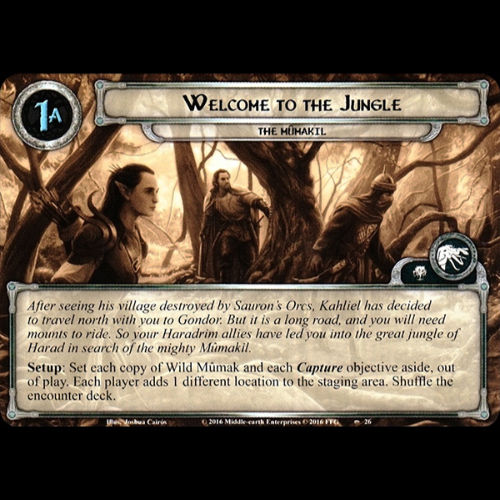 1A
WELCOME TO THE JUNGLE
THE MÛMAKIL
After seeing his village destroyed by Sauron's Orcs, Kahliel has decided
to travel north with you to Gondor. But it is a long road, and you will need
mounts to ride. So your Haradrim allies have led you into the great jungle of
Harad in search of the mighty Mûmakil.
Setup: Set each copy of Wild Mûmak and each Capture objective aside, out
of play. Each player adds 1 different location to the staging area. Shuffle the
encounter deck.
Illus. Joshua Cairós © 2016 Middle-earth Enterprises © 2016 FFG 26